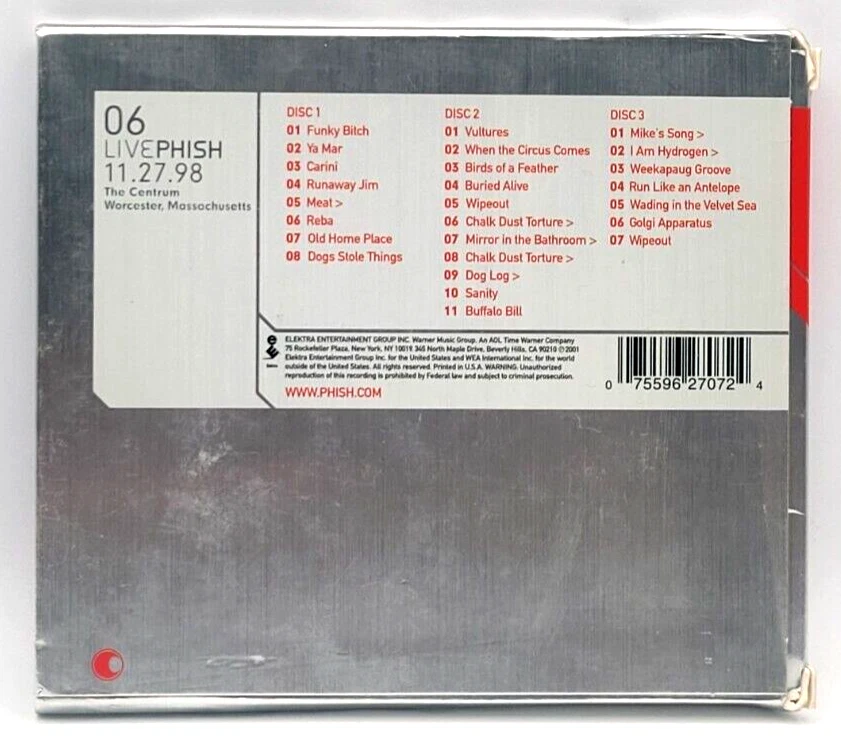 06
LIVEPHISH
11.27.98
The Centrum
Worcester, Massachusetts
DISC 1
01 Funky Bitch
02 Ya Mar
03 Carini
04 Runaway Jim
05 Meat >
06 Reba
07 Old Home Place
08 Dogs Stole Things
DISC 2
01 Vultures
02 When the Circus Comes
03 Birds of a Feather
04 Buried Alive
05 Wipeout
06 Chalk Dust Torture >
07 Mirror in the Bathroom >
08 Chalk Dust Torture >
09 Dog Log >
10 Sanity
11 Buffalo Bill
DISC 3
01 Mike's Song >
02 I Am Hydrogen >
03 Weekapaug Groove
04 Run Like an Antelope
05 Wading in the Velvet Sea
06 Golgi Apparatus
07 Wipeout
ELEKTRA ENTERTAINMENT GROUP INC. Warner Music Group. An AOL Time Warner Company
75 Rockefeller Plaza, New York, NY 10019. 345 North Maple Drive, Beverly Hills, CA 90210 ℗2001
Elektra Entertainment Group Inc. for the United States and WEA International Inc. for the world
outside of the United States. All rights reserved. Printed in U.S.A. WARNING: Unauthorized
reproduction of this recording is prohibited by Federal law and subject to criminal prosecution.
WWW.PHISH.COM
0 75596 27072 4